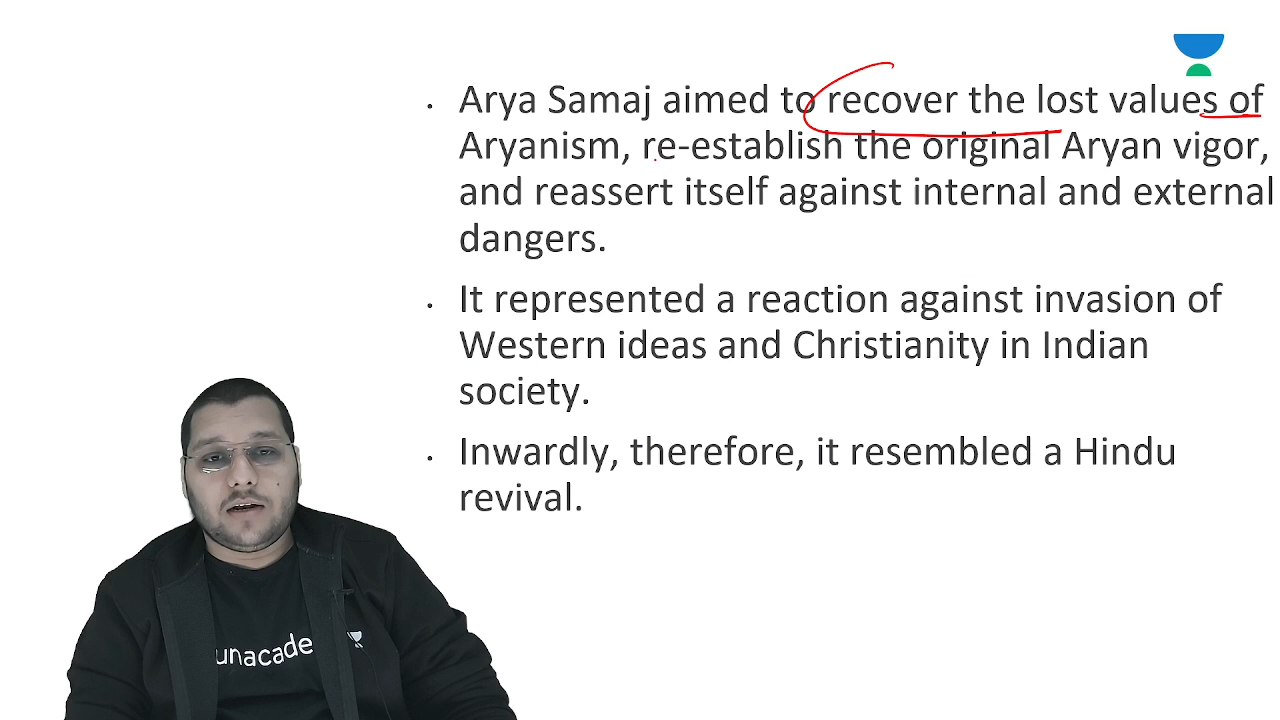 Arya Samaj aimed to recover the lost values of
Aryanism, re-establish the original Aryan vigor,
and reassert itself against internal and external
dangers.
It represented a reaction against invasion of
Western ideas and Christianity in Indian
society.
Inwardly, therefore, it resembled a Hindu
revival.
unacade